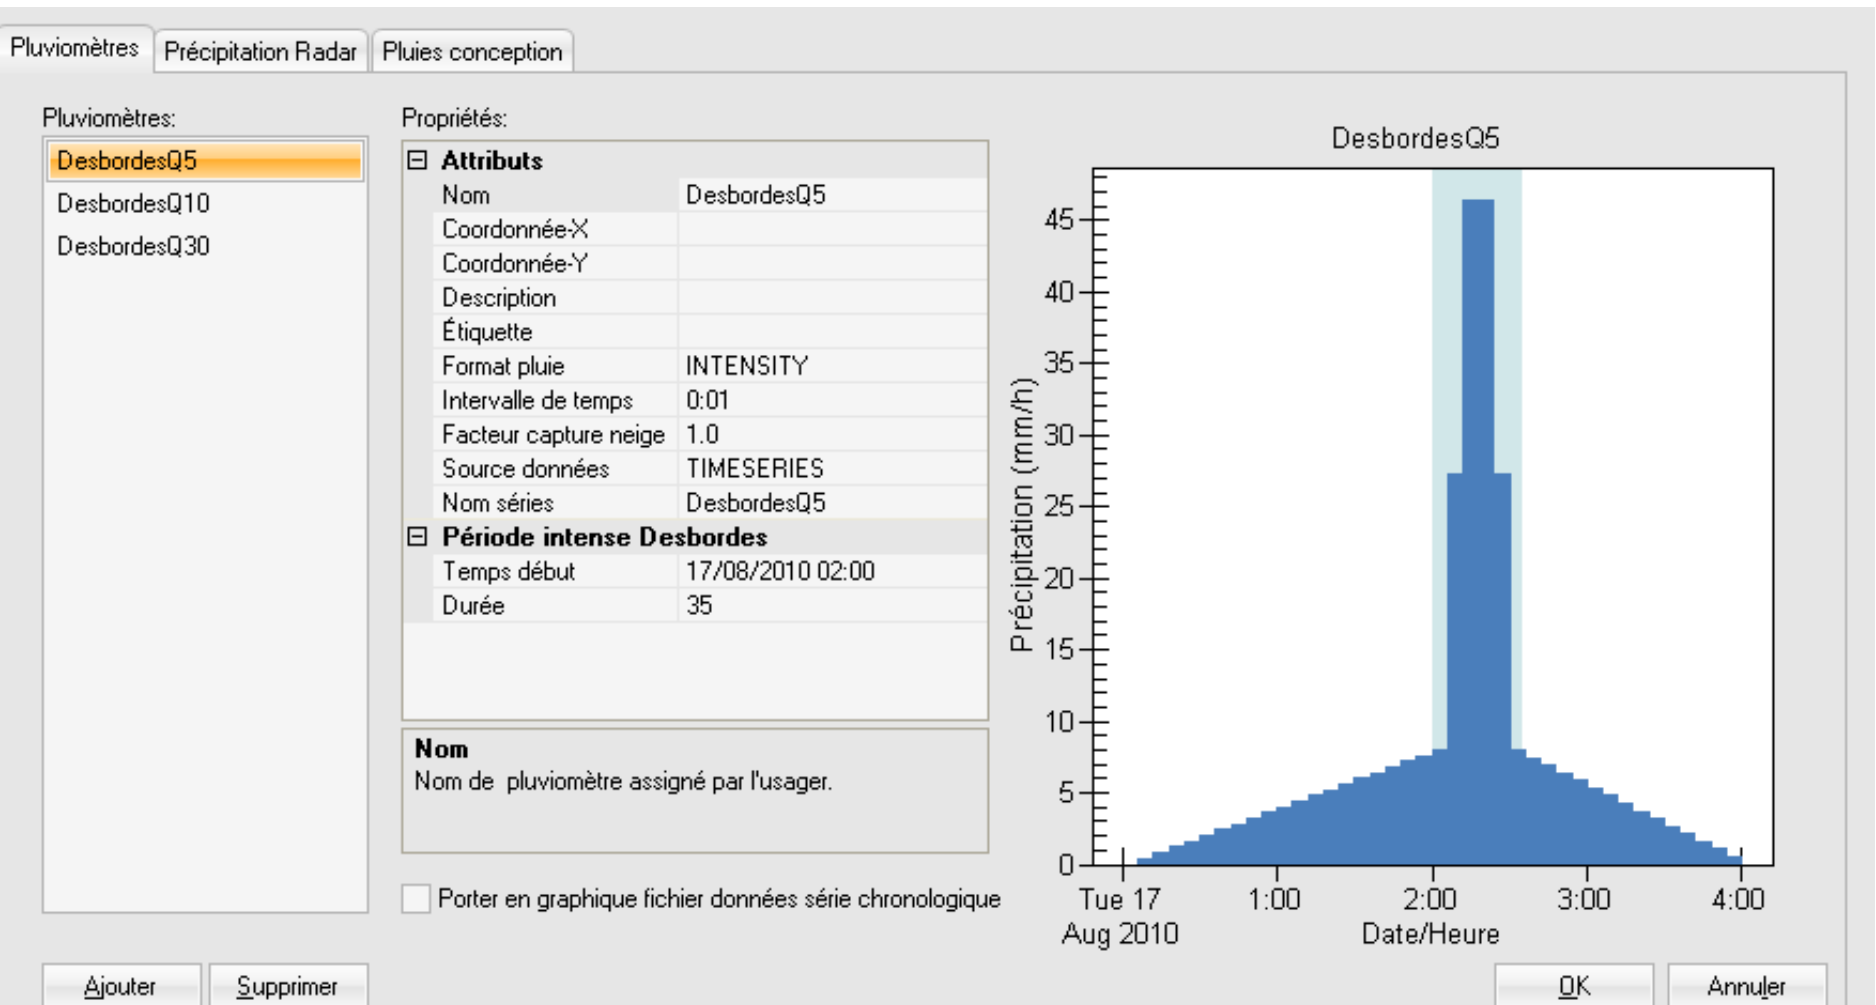 Pluviomètres Précipitation Radar Pluies conception
Pluviomètres:
DesbordesQ5
DesbordesQ10
DesbordesQ30
Propriétés:
Attributs
Nom DesbordesQ5
Coordonnée-X
Coordonnée-Y
Description
Étiquette
Format pluie INTENSITY
Intervalle de temps 0:01
Facteur capture neige 1.0
Source données TIMESERIES
Nom séries DesbordesQ5
Période intense Desbordes
Temps début 17/08/2010 02:00
Durée 35
Nom
Nom de pluviomètre assigné par l'usager.
Porter en graphique fichier données série chronologique
DesbordesQ5
Précipitation (mm/h)
45
40
35
30
25
20
15
10
5
0
Tue 17 1:00 2:00 3:00 4:00
Aug 2010 Date/Heure
Ajouter Supprimer OK Annuler